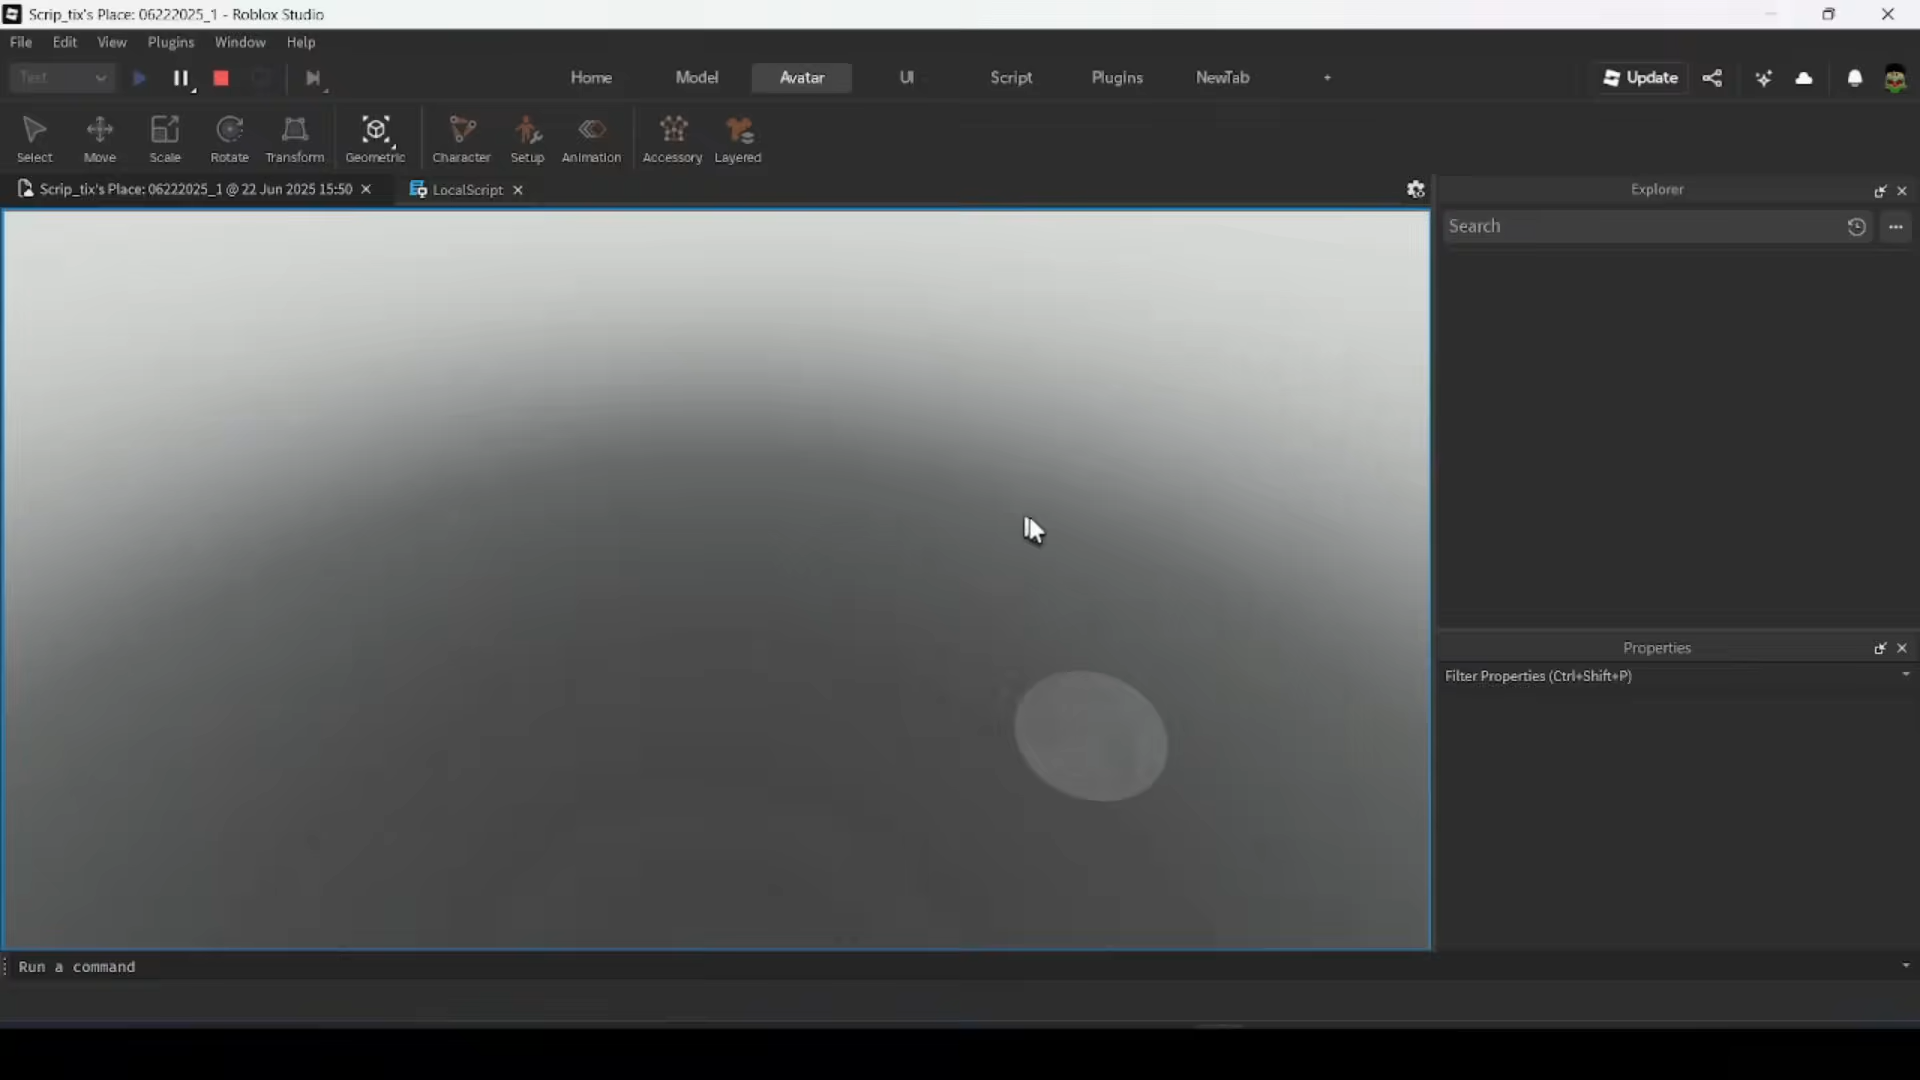 Scrip_tix's Place: 06222025_1 - Roblox Studio
File Edit View Plugins Window Help
Test Home Model Avatar UI Script Plugins NewTab + Update
Select Move Scale Rotate Transform Geometric Character Setup Animation Accessory Layered
Scrip_tix's Place: 06222025_1 @ 22 Jun 2025 15:50 LocalScript
Explorer
Search
Properties
Filter Properties (Ctrl+Shift+P)
Run a command